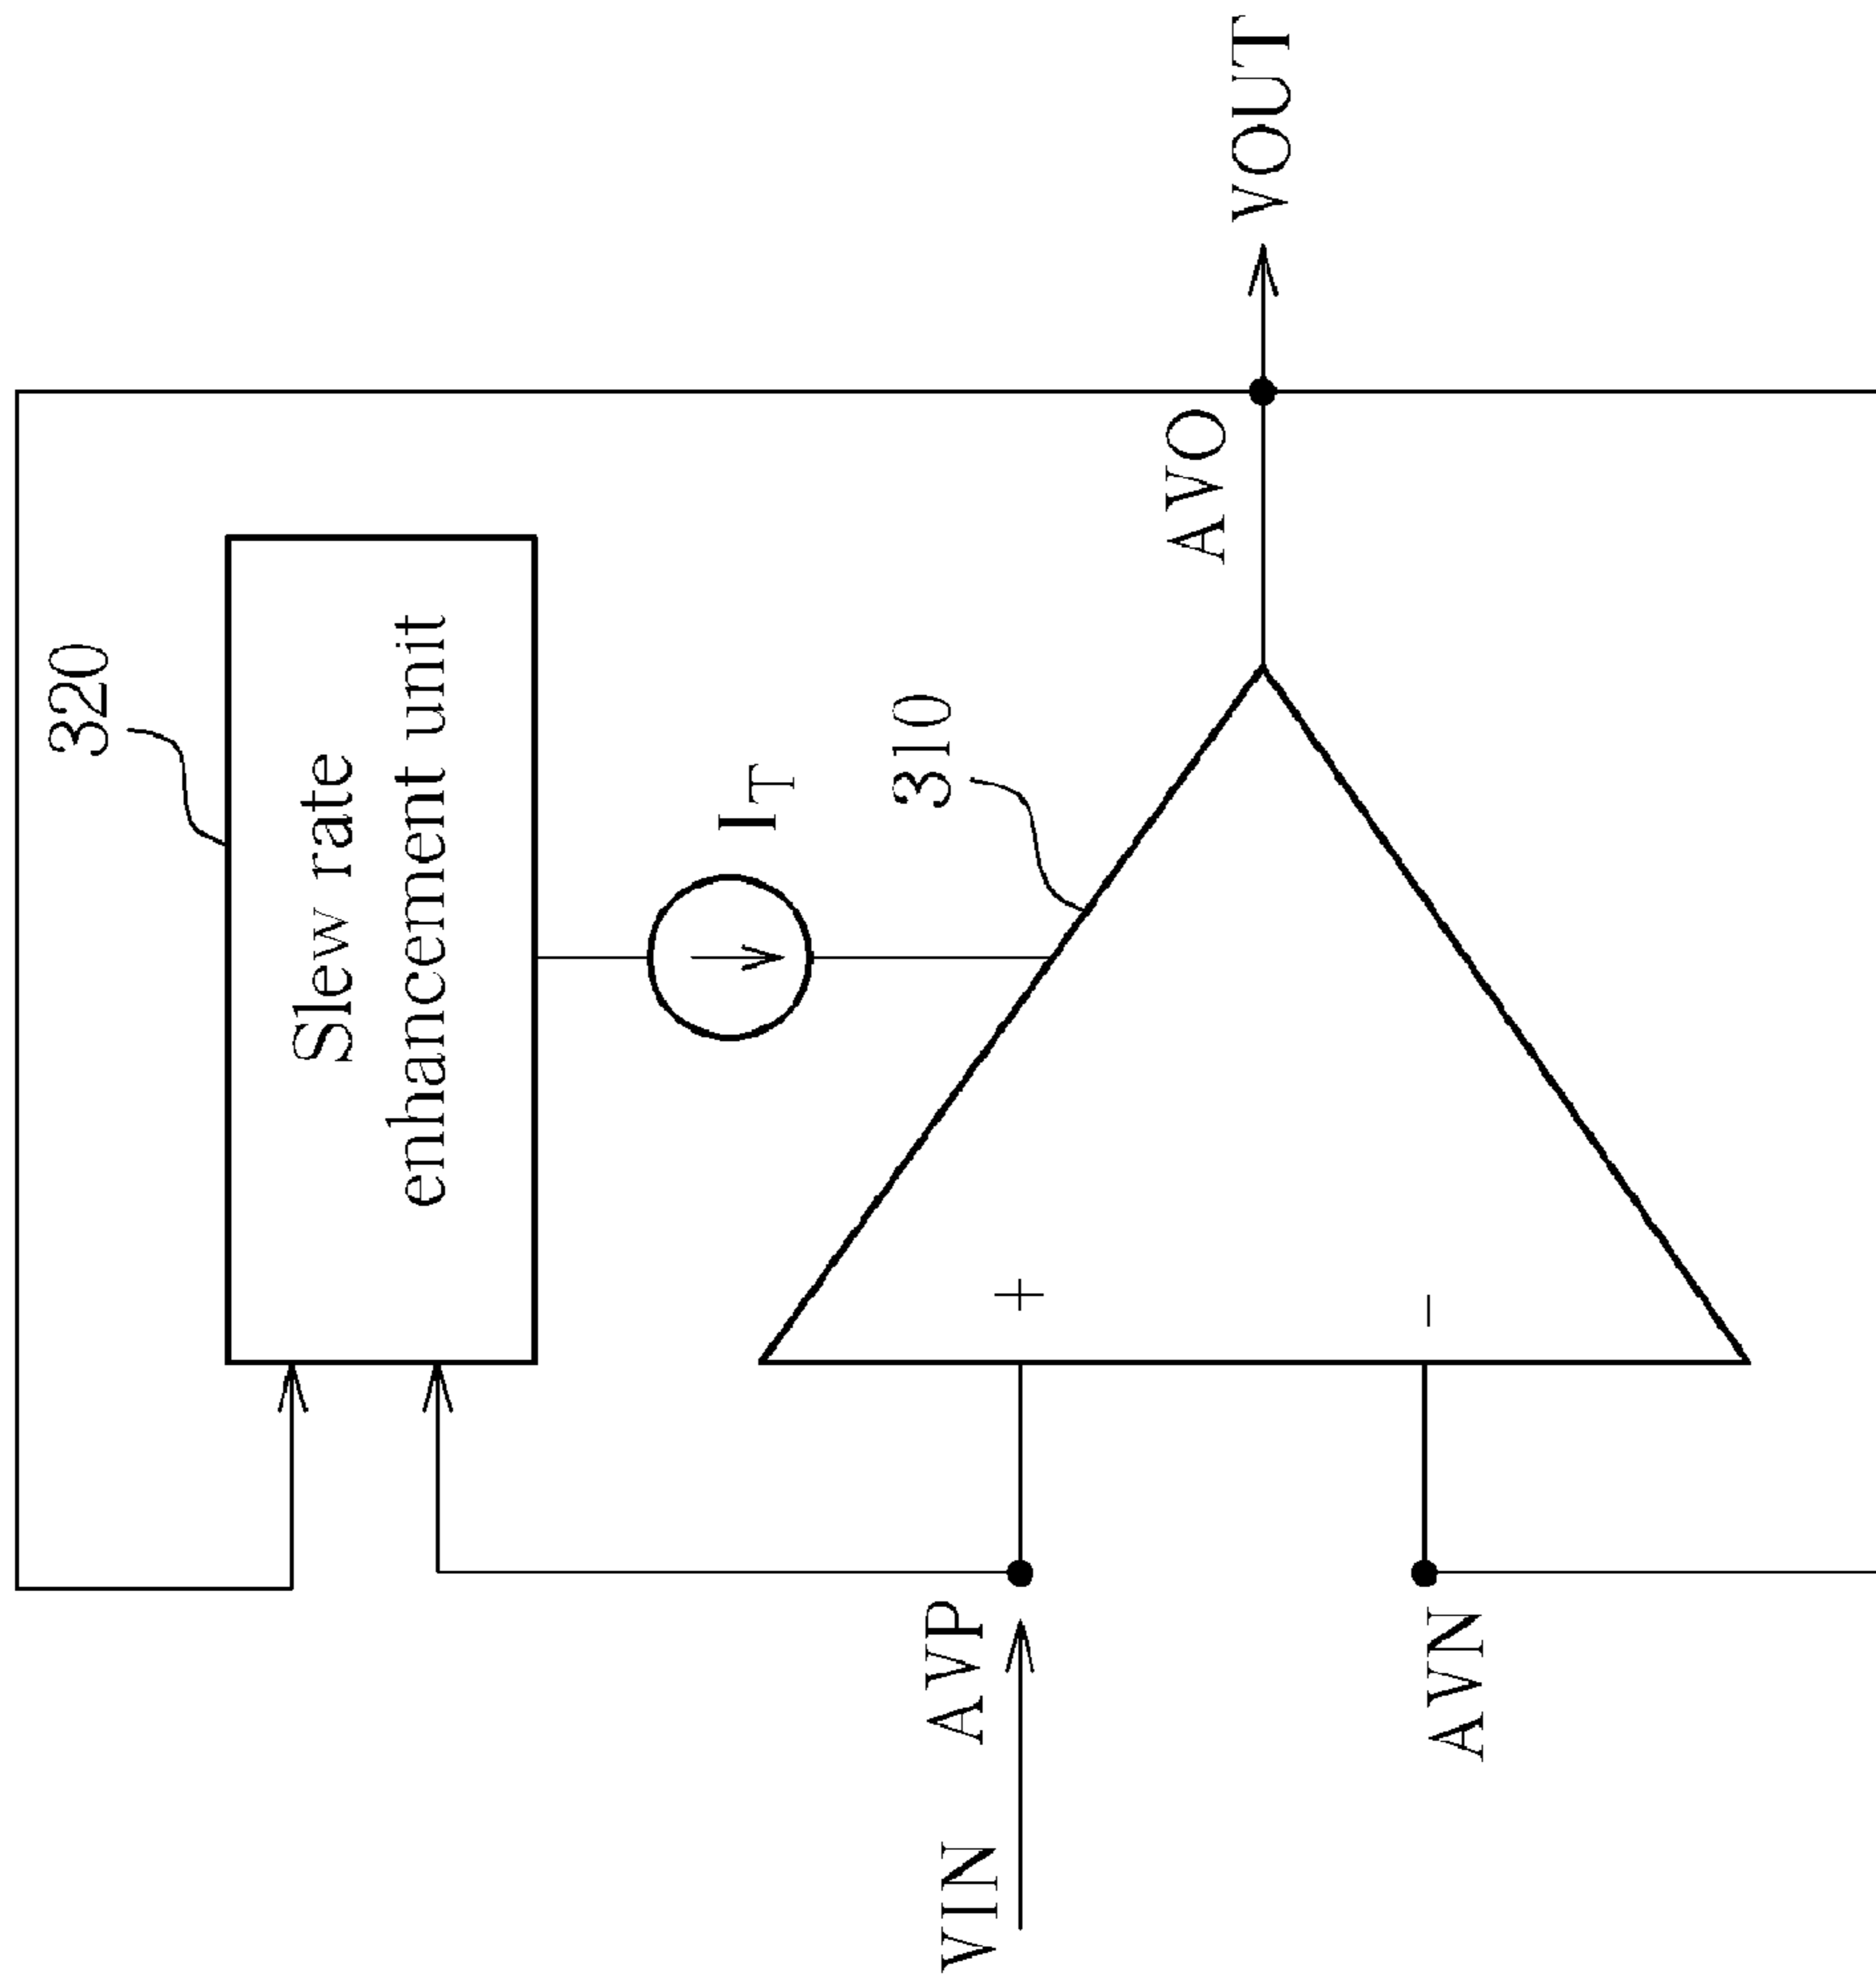 320
Slew rate
enhancement unit
I_T
310
VIN
AVP
+
AVO
VOUT
−
AVN